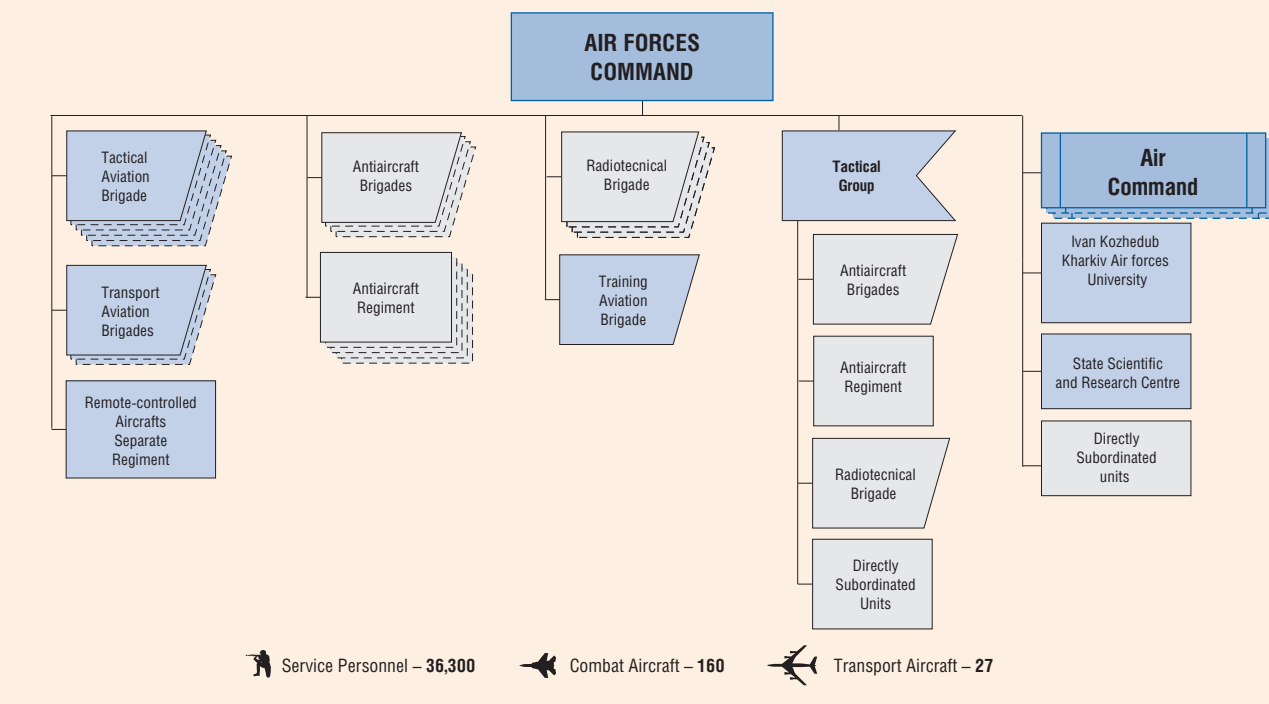 AIR FORCES
COMMAND
Tactical
Aviation
Brigade
Transport
Aviation
Brigades
Remote-controlled
Aircrafts
Separate
Regiment
Antiaircraft
Brigades
Antiaircraft
Regiment
Radiotecnical
Brigade
Training
Aviation
Brigade
Tactical
Group
Antiaircraft
Brigades
Antiaircraft
Regiment
Radiotecnical
Brigade
Directly
Subordinated
Units
Air
Command
Ivan Kozhedub
Kharkiv Air forces
University
State Scientific
and Research Centre
Directly
Subordinated
units
Service Personnel – 36,300
Combat Aircraft – 160
Transport Aircraft – 27